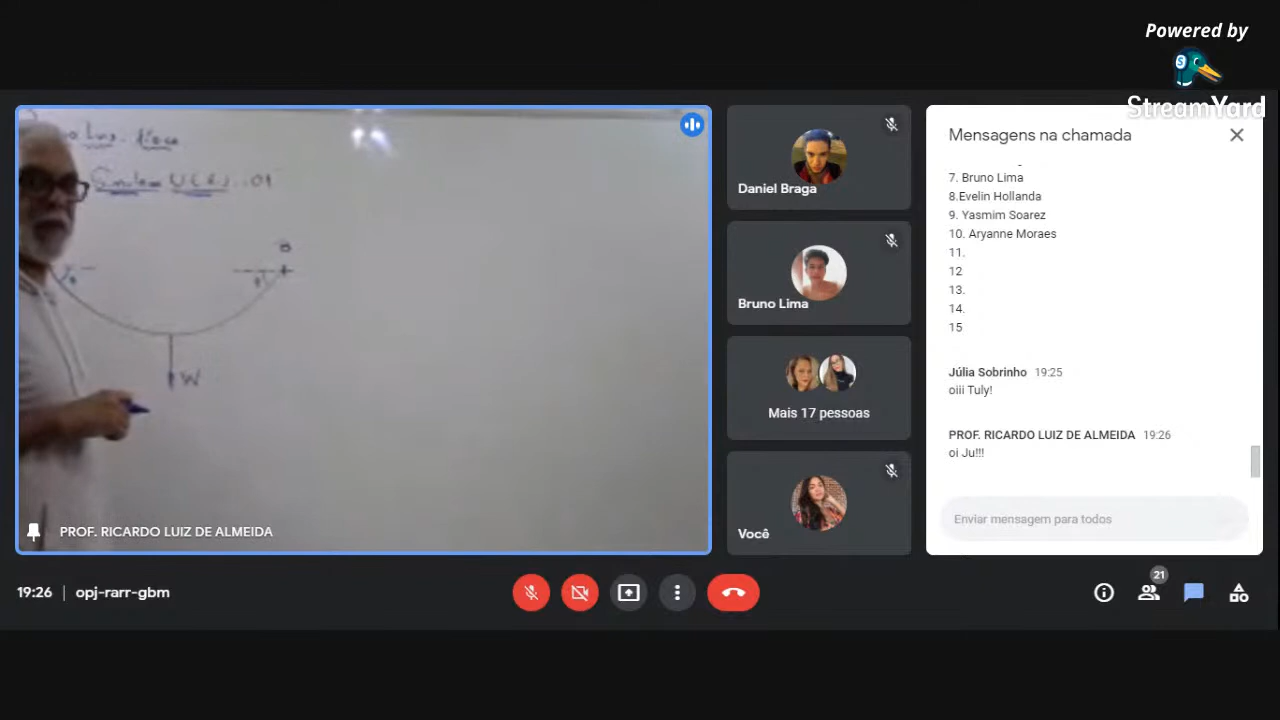 Powered by
StreamYard
B
W
PROF. RICARDO LUIZ DE ALMEIDA
Daniel Braga
Bruno Lima
Mais 17 pessoas
Você
Mensagens na chamada
7. Bruno Lima
8.Evelin Hollanda
9. Yasmim Soarez
10. Aryanne Moraes
11.
12
13.
14.
15
Júlia Sobrinho 19:25
oiii Tuly!
PROF. RICARDO LUIZ DE ALMEIDA 19:26
oi Ju!!!
Enviar mensagem para todos
19:26 | opj-rarr-gbm
21